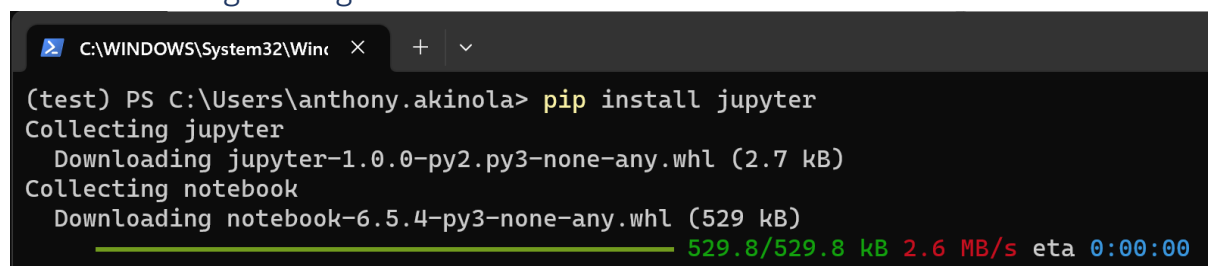 C:\WINDOWS\System32\Wind
(test) PS C:\Users\anthony.akinola> pip install jupyter
Collecting jupyter
  Downloading jupyter-1.0.0-py2.py3-none-any.whl (2.7 kB)
Collecting notebook
  Downloading notebook-6.5.4-py3-none-any.whl (529 kB)
529.8/529.8 kB 2.6 MB/s eta 0:00:00